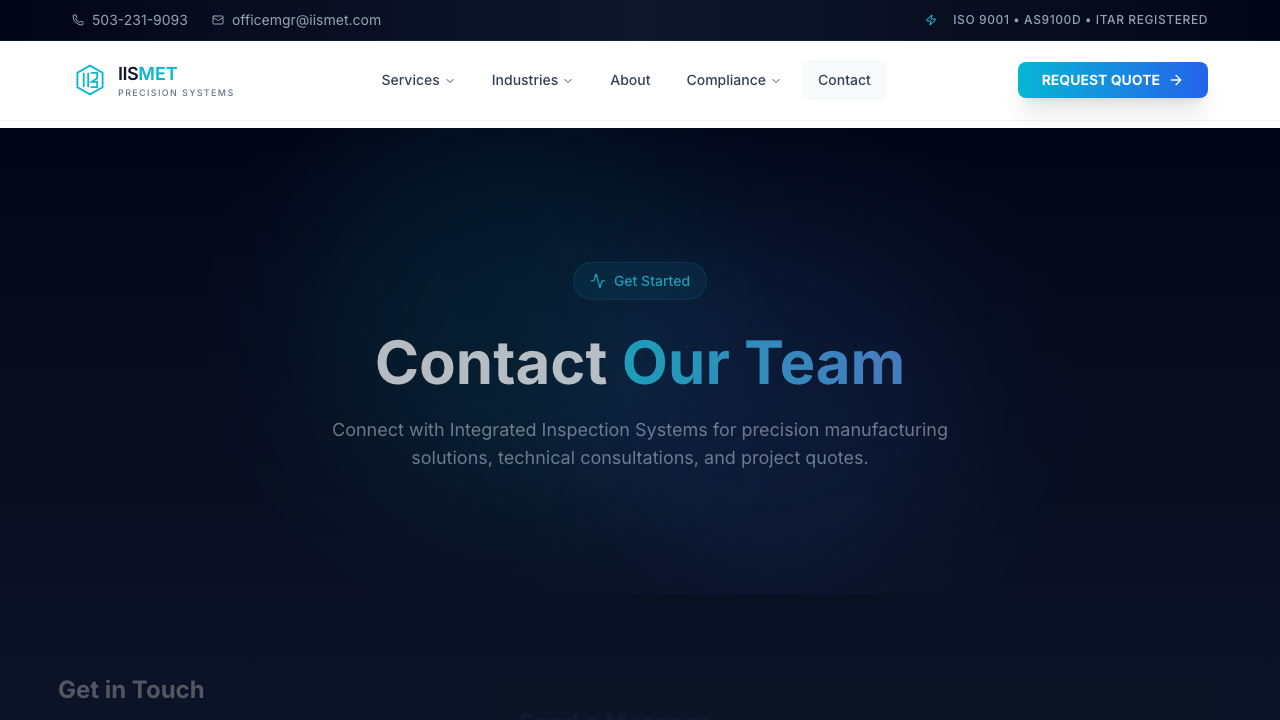 503-231-9093
officemgr@iismet.com
ISO 9001 • AS9100D • ITAR REGISTERED
IISMET
PRECISION SYSTEMS
Services
Industries
About
Compliance
Contact
REQUEST QUOTE
Get Started
Contact Our Team
Connect with Integrated Inspection Systems for precision manufacturing
solutions, technical consultations, and project quotes.
Get in Touch